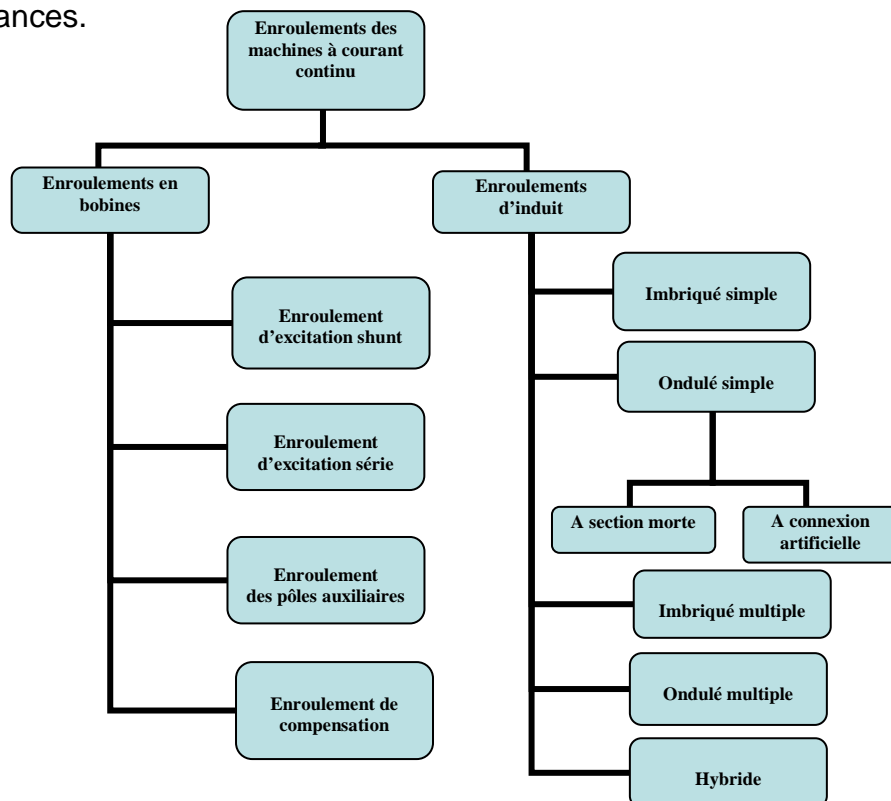 ances.
Enroulements des
machines à courant
continu
Enroulements en
bobines
Enroulements
d’induit
Enroulement
d’excitation shunt
Enroulement
d’excitation série
Enroulement
des pôles auxiliaires
Enroulement de
compensation
Imbriqué simple
Ondulé simple
A section morte
A connexion
artificielle
Imbriqué multiple
Ondulé multiple
Hybride